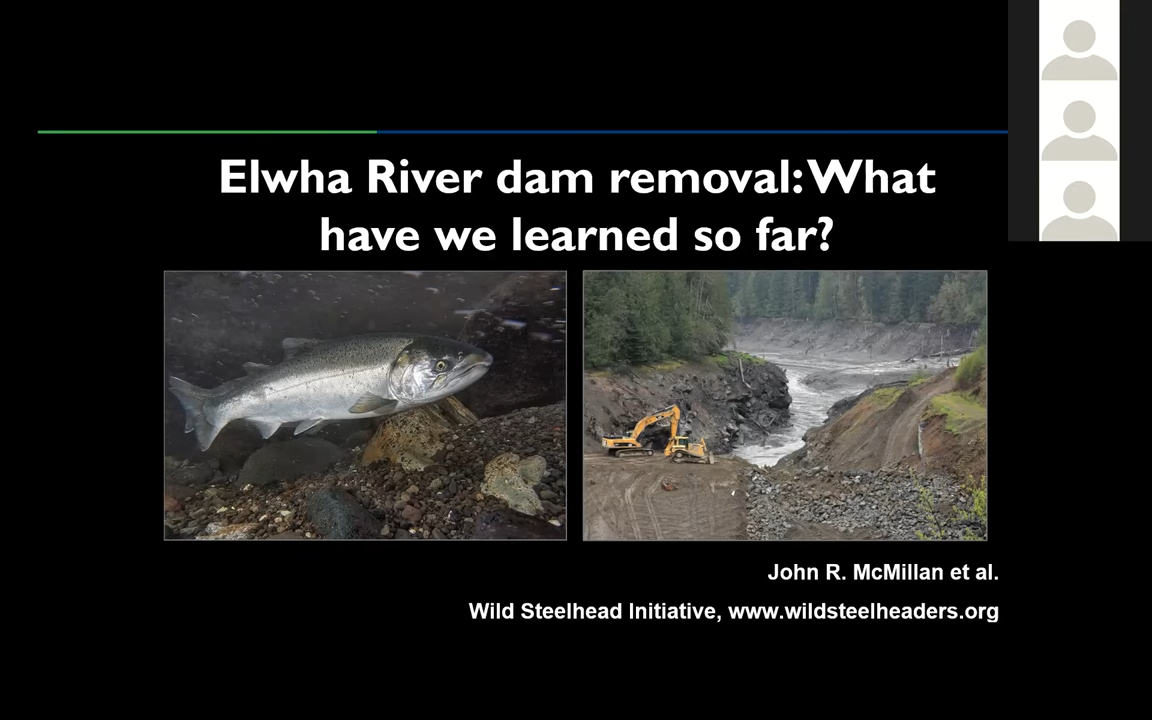 Elwha River dam removal: What
have we learned so far?
John R. McMillan et al.
Wild Steelhead Initiative, www.wildsteelheaders.org